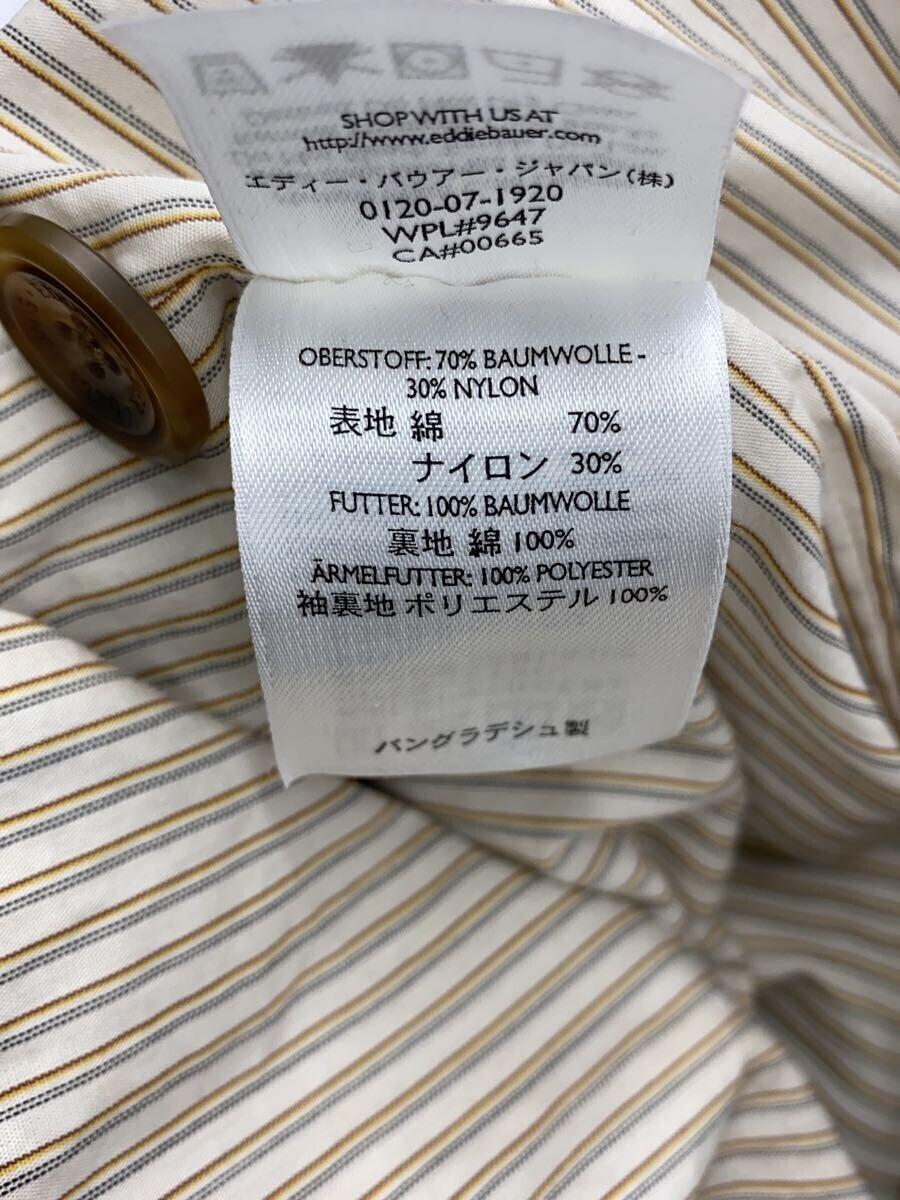 SHOP WITH US AT
http://www.eddiebauer.com
エディー・バウアー・ジャパン(株)
0120-07-1920
WPL#9647
CA#00665
OBERSTOFF: 70% BAUMWOLLE -
30% NYLON
表地 綿 70%
ナイロン 30%
FUTTER: 100% BAUMWOLLE
裏地 綿 100%
ÄRMELFUTTER: 100% POLYESTER
袖裏地 ポリエステル 100%
バングラデシュ製